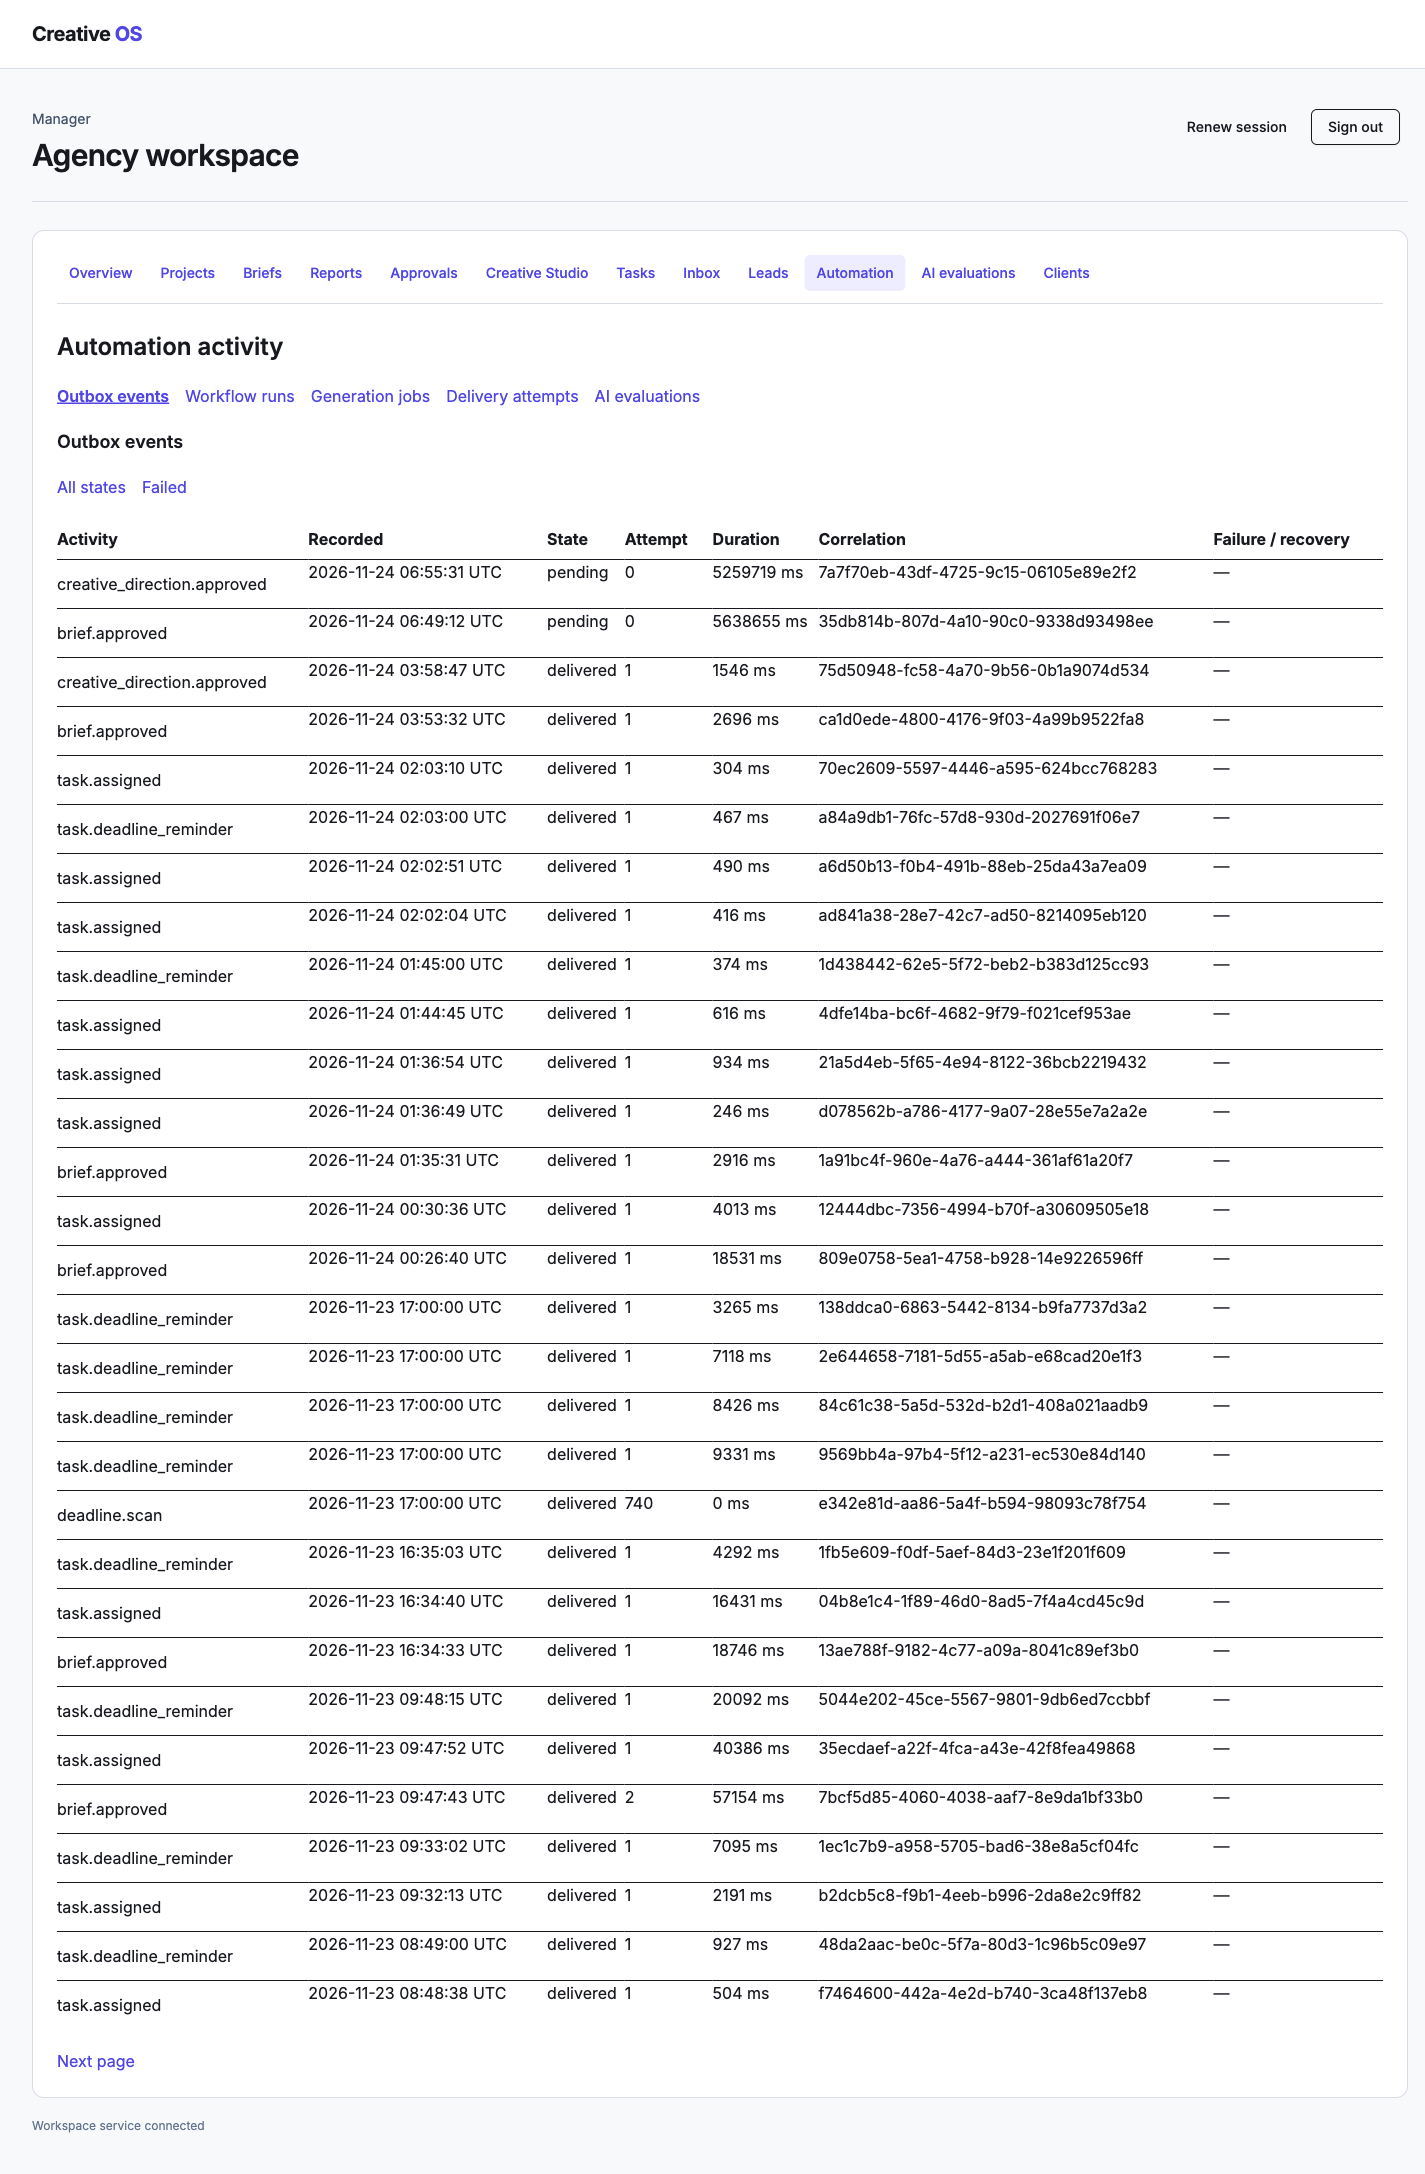 Creative OS
Manager
Agency workspace
Renew session
Sign out
Overview Projects Briefs Reports Approvals Creative Studio Tasks Inbox Leads Automation AI evaluations Clients
Automation activity
Outbox events Workflow runs Generation jobs Delivery attempts AI evaluations
Outbox events
All states Failed
Activity Recorded State Attempt Duration Correlation Failure / recovery
creative_direction.approved 2026-11-24 06:55:31 UTC pending 0 5259719 ms 7a7f70eb-43df-4725-9c15-06105e89e2f2 —
brief.approved 2026-11-24 06:49:12 UTC pending 0 5638655 ms 35db814b-807d-4a10-90c0-9338d93498ee —
creative_direction.approved 2026-11-24 03:58:47 UTC delivered 1 1546 ms 75d50948-fc58-4a70-9b56-0b1a9074d534 —
brief.approved 2026-11-24 03:53:32 UTC delivered 1 2696 ms ca1d0ede-4800-4176-9f03-4a99b9522fa8 —
task.assigned 2026-11-24 02:03:10 UTC delivered 1 304 ms 70ec2609-5597-4446-a595-624bcc768283 —
task.deadline_reminder 2026-11-24 02:03:00 UTC delivered 1 467 ms a84a9db1-76fc-57d8-930d-2027691f06e7 —
task.assigned 2026-11-24 02:02:51 UTC delivered 1 490 ms a6d50b13-f0b4-491b-88eb-25da43a7ea09 —
task.assigned 2026-11-24 02:02:04 UTC delivered 1 416 ms ad841a38-28e7-42c7-ad50-8214095eb120 —
task.deadline_reminder 2026-11-24 01:45:00 UTC delivered 1 374 ms 1d438442-62e5-5f72-beb2-b383d125cc93 —
task.assigned 2026-11-24 01:44:45 UTC delivered 1 616 ms 4dfe14ba-bc6f-4682-9f79-f021cef953ae —
task.assigned 2026-11-24 01:36:54 UTC delivered 1 934 ms 21a5d4eb-5f65-4e94-8122-36bcb2219432 —
task.assigned 2026-11-24 01:36:49 UTC delivered 1 246 ms d078562b-a786-4177-9a07-28e55e7a2a2e —
brief.approved 2026-11-24 01:35:31 UTC delivered 1 2916 ms 1a91bc4f-960e-4a76-a444-361af61a20f7 —
task.assigned 2026-11-24 00:30:36 UTC delivered 1 4013 ms 12444dbc-7356-4994-b70f-a30609505e18 —
brief.approved 2026-11-24 00:26:40 UTC delivered 1 18531 ms 809e0758-5ea1-4758-b928-14e9226596ff —
task.deadline_reminder 2026-11-23 17:00:00 UTC delivered 1 3265 ms 138ddca0-6863-5442-8134-b9fa7737d3a2 —
task.deadline_reminder 2026-11-23 17:00:00 UTC delivered 1 7118 ms 2e644658-7181-5d55-a5ab-e68cad20e1f3 —
task.deadline_reminder 2026-11-23 17:00:00 UTC delivered 1 8426 ms 84c61c38-5a5d-532d-b2d1-408a021aadb9 —
task.deadline_reminder 2026-11-23 17:00:00 UTC delivered 1 9331 ms 9569bb4a-97b4-5f12-a231-ec530e84d140 —
deadline.scan 2026-11-23 17:00:00 UTC delivered 740 0 ms e342e81d-aa86-5a4f-b594-98093c78f754 —
task.deadline_reminder 2026-11-23 16:35:03 UTC delivered 1 4292 ms 1fb5e609-f0df-5aef-84d3-23e1f201f609 —
task.assigned 2026-11-23 16:34:40 UTC delivered 1 16431 ms 04b8e1c4-1f89-46d0-8ad5-7f4a4cd45c9d —
brief.approved 2026-11-23 16:34:33 UTC delivered 1 18746 ms 13ae788f-9182-4c77-a09a-8041c89ef3b0 —
task.deadline_reminder 2026-11-23 09:48:15 UTC delivered 1 20092 ms 5044e202-45ce-5567-9801-9db6ed7ccbbf —
task.assigned 2026-11-23 09:47:52 UTC delivered 1 40386 ms 35ecdaef-a22f-4fca-a43e-42f8fea49868 —
brief.approved 2026-11-23 09:47:43 UTC delivered 2 57154 ms 7bcf5d85-4060-4038-aaf7-8e9da1bf33b0 —
task.deadline_reminder 2026-11-23 09:33:02 UTC delivered 1 7095 ms 1ec1c7b9-a958-5705-bad6-38e8a5cf04fc —
task.assigned 2026-11-23 09:32:13 UTC delivered 1 2191 ms b2dcb5c8-f9b1-4eeb-b996-2da8e2c9ff82 —
task.deadline_reminder 2026-11-23 08:49:00 UTC delivered 1 927 ms 48da2aac-be0c-5f7a-80d3-1c96b5c09e97 —
task.assigned 2026-11-23 08:48:38 UTC delivered 1 504 ms f7464600-442a-4e2d-b740-3ca48f137eb8 —
Next page
Workspace service connected